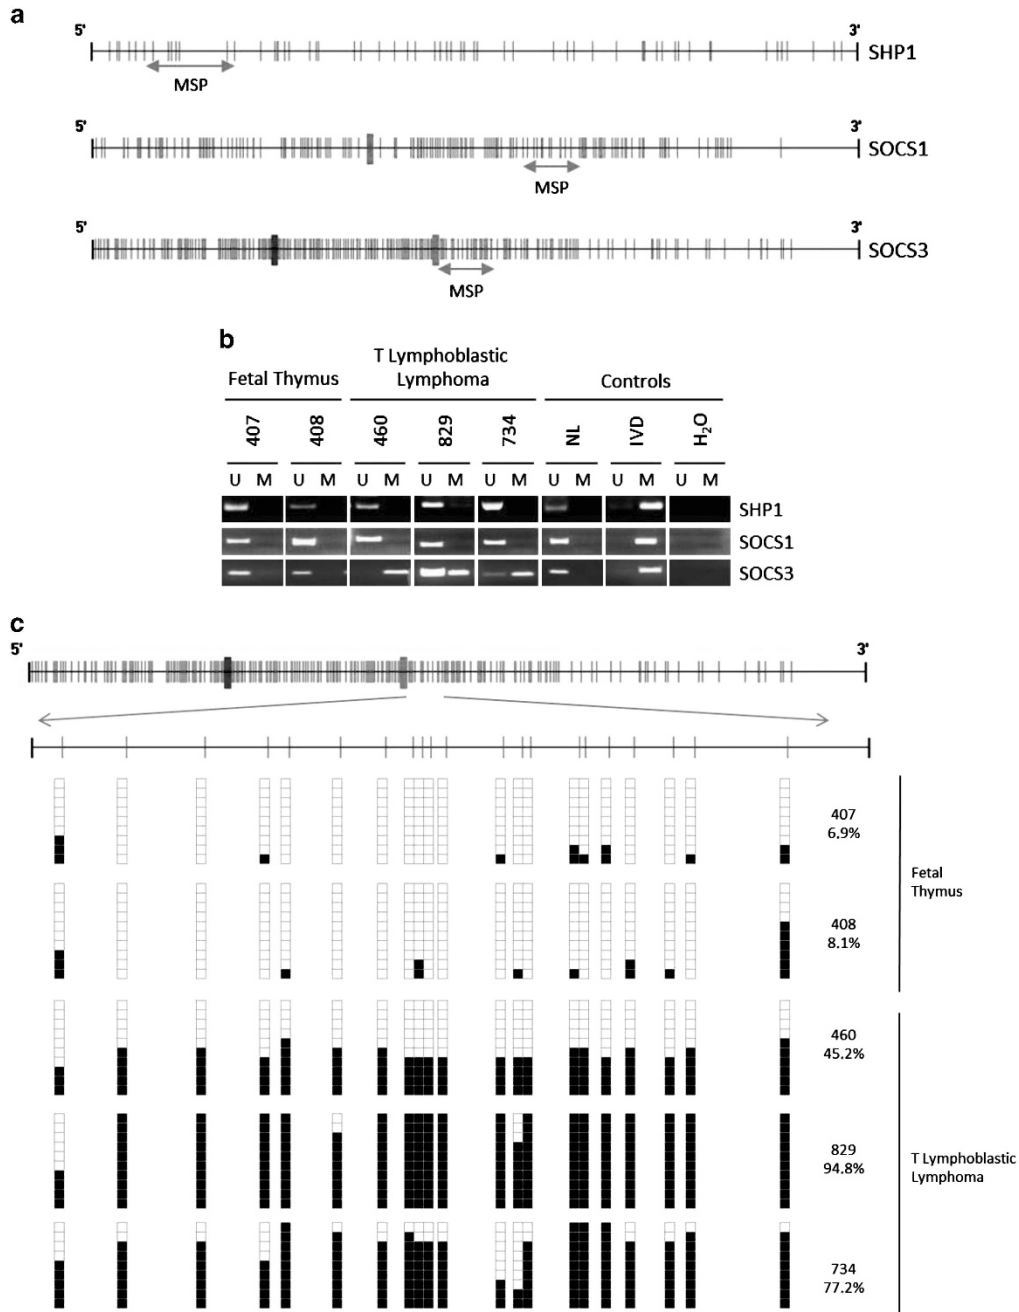 a
5' 3'
SHP1
MSP
5' 3'
SOCS1
MSP
5' 3'
SOCS3
MSP
b
Fetal Thymus
T Lymphoblastic
Lymphoma
Controls
407 408 460 829 734 NL IVD H₂O
U M U M U M U M U M U M U M U M
SHP1
SOCS1
SOCS3
c
5' 3'
407
6,9%
408
8.1%
Fetal
Thymus
460
45.2%
829
94.8%
734
77.2%
T Lymphoblastic
Lymphoma